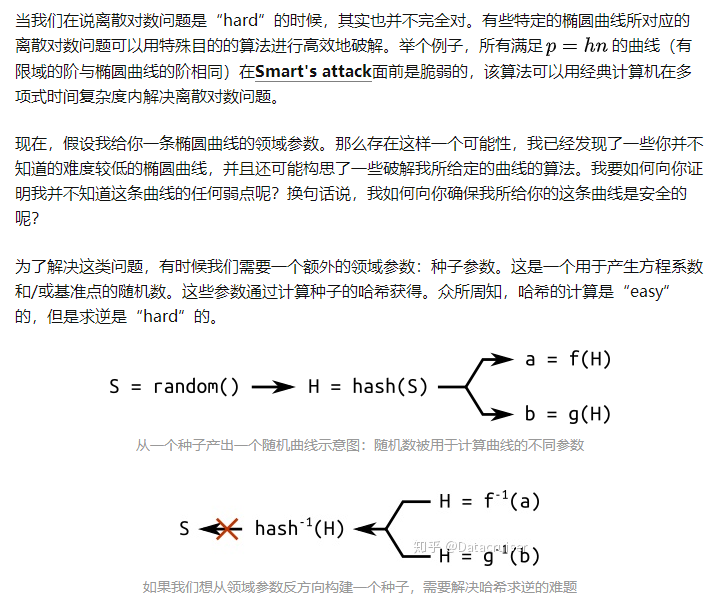 当我们在说离散对数问题是“hard”的时候，其实也并不完全对。有些特定的椭圆曲线所对应的
离散对数问题可以用特殊目的的算法进行高效地破解。举个例子，所有满足 p = hn 的曲线（有
限域的阶与椭圆曲线的阶相同）在Smart's attack面前是脆弱的，该算法可以用经典计算机在多
项式时间复杂度内解决离散对数问题。
现在，假设我给你一条椭圆曲线的领域参数。那么存在这样一个可能性，我已经发现了一些你并不
知道的难度较低的椭圆曲线，并且还可能构思了一些破解我所给定的曲线的算法。我要如何向你证
明我并不知道这条曲线的任何弱点呢？换句话说，我如何向你确保我所给你的这条曲线是安全的
呢？
为了解决这类问题，有时候我们需要一个额外的领域参数：种子参数。这是一个用于产生方程系数
和/或基准点的随机数。这些参数通过计算种子的哈希获得。众所周知，哈希的计算是“easy”
的，但是求逆是“hard”的。
a = f(H)
S = random() H = hash(S)
b = g(H)
从一个种子产出一个随机曲线示意图：随机数被用于计算曲线的不同参数
H = f⁻¹(a)
S hash⁻¹(H)
H = g⁻¹(b)
知乎 @Datacruiser
如果我们想从领域参数反方向构建一个种子，需要解决哈希求逆的难题